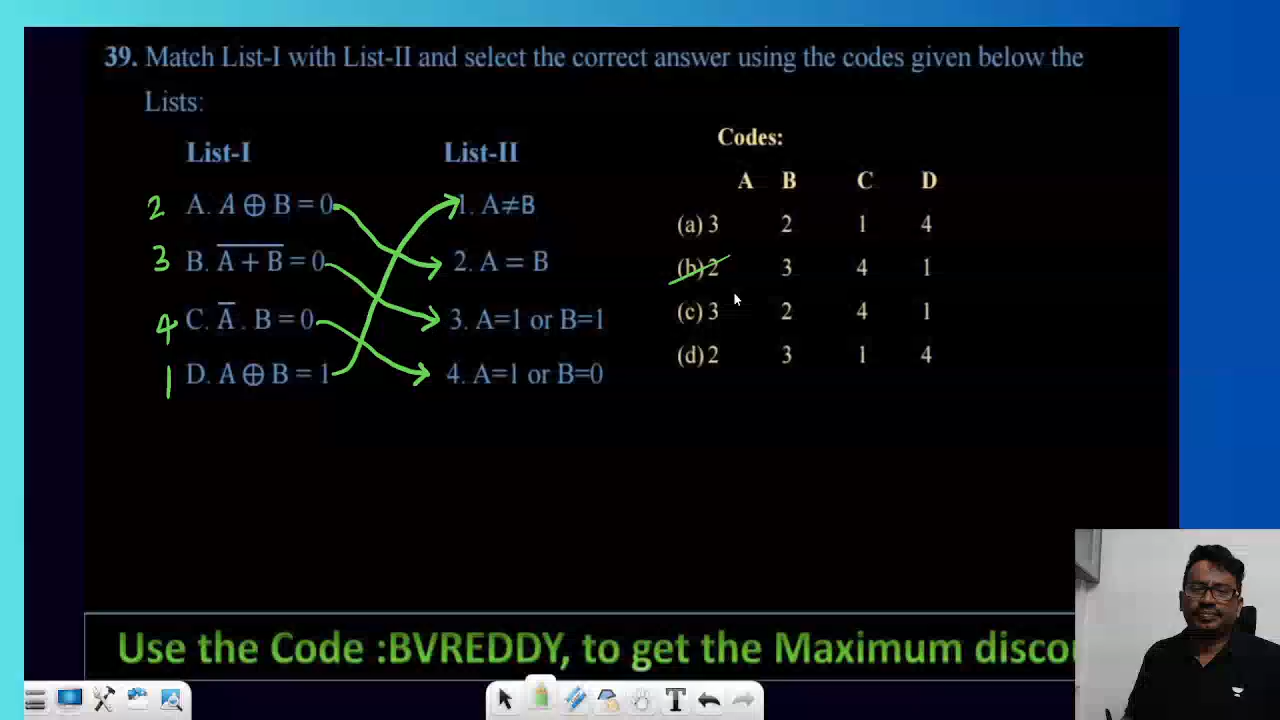 39. Match List-I with List-II and select the correct answer using the codes given below the
Lists:
List-I List-II
2 A. A ⊕ B = 0 1. A≠B
3 B. \overline{A + B} = 0 2. A = B
4 C. \overline{A} . B = 0 3. A=1 or B=1
1 D. A ⊕ B = 1 4. A=1 or B=0
Codes:
A B C D
(a) 3 2 1 4
(b) 2 3 4 1
(c) 3 2 4 1
(d) 2 3 1 4
Use the Code :BVREDDY, to get the Maximum disco
T